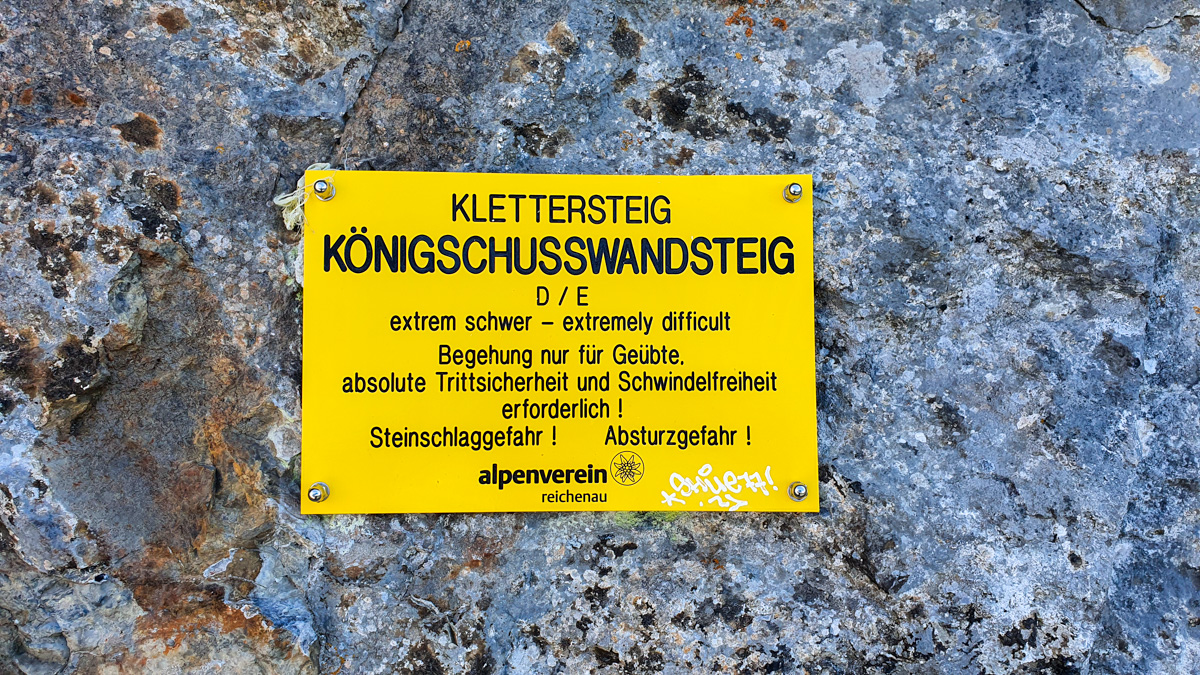 KLETTERSTEIG
KÖNIGSCHUSSWANDSTEIG
D / E
extrem schwer – extremely difficult
Begehung nur für Geübte,
absolute Trittsicherheit und Schwindelfreiheit
erforderlich !
Steinschlaggefahr ! Absturzgefahr !
alpenverein
reichenau